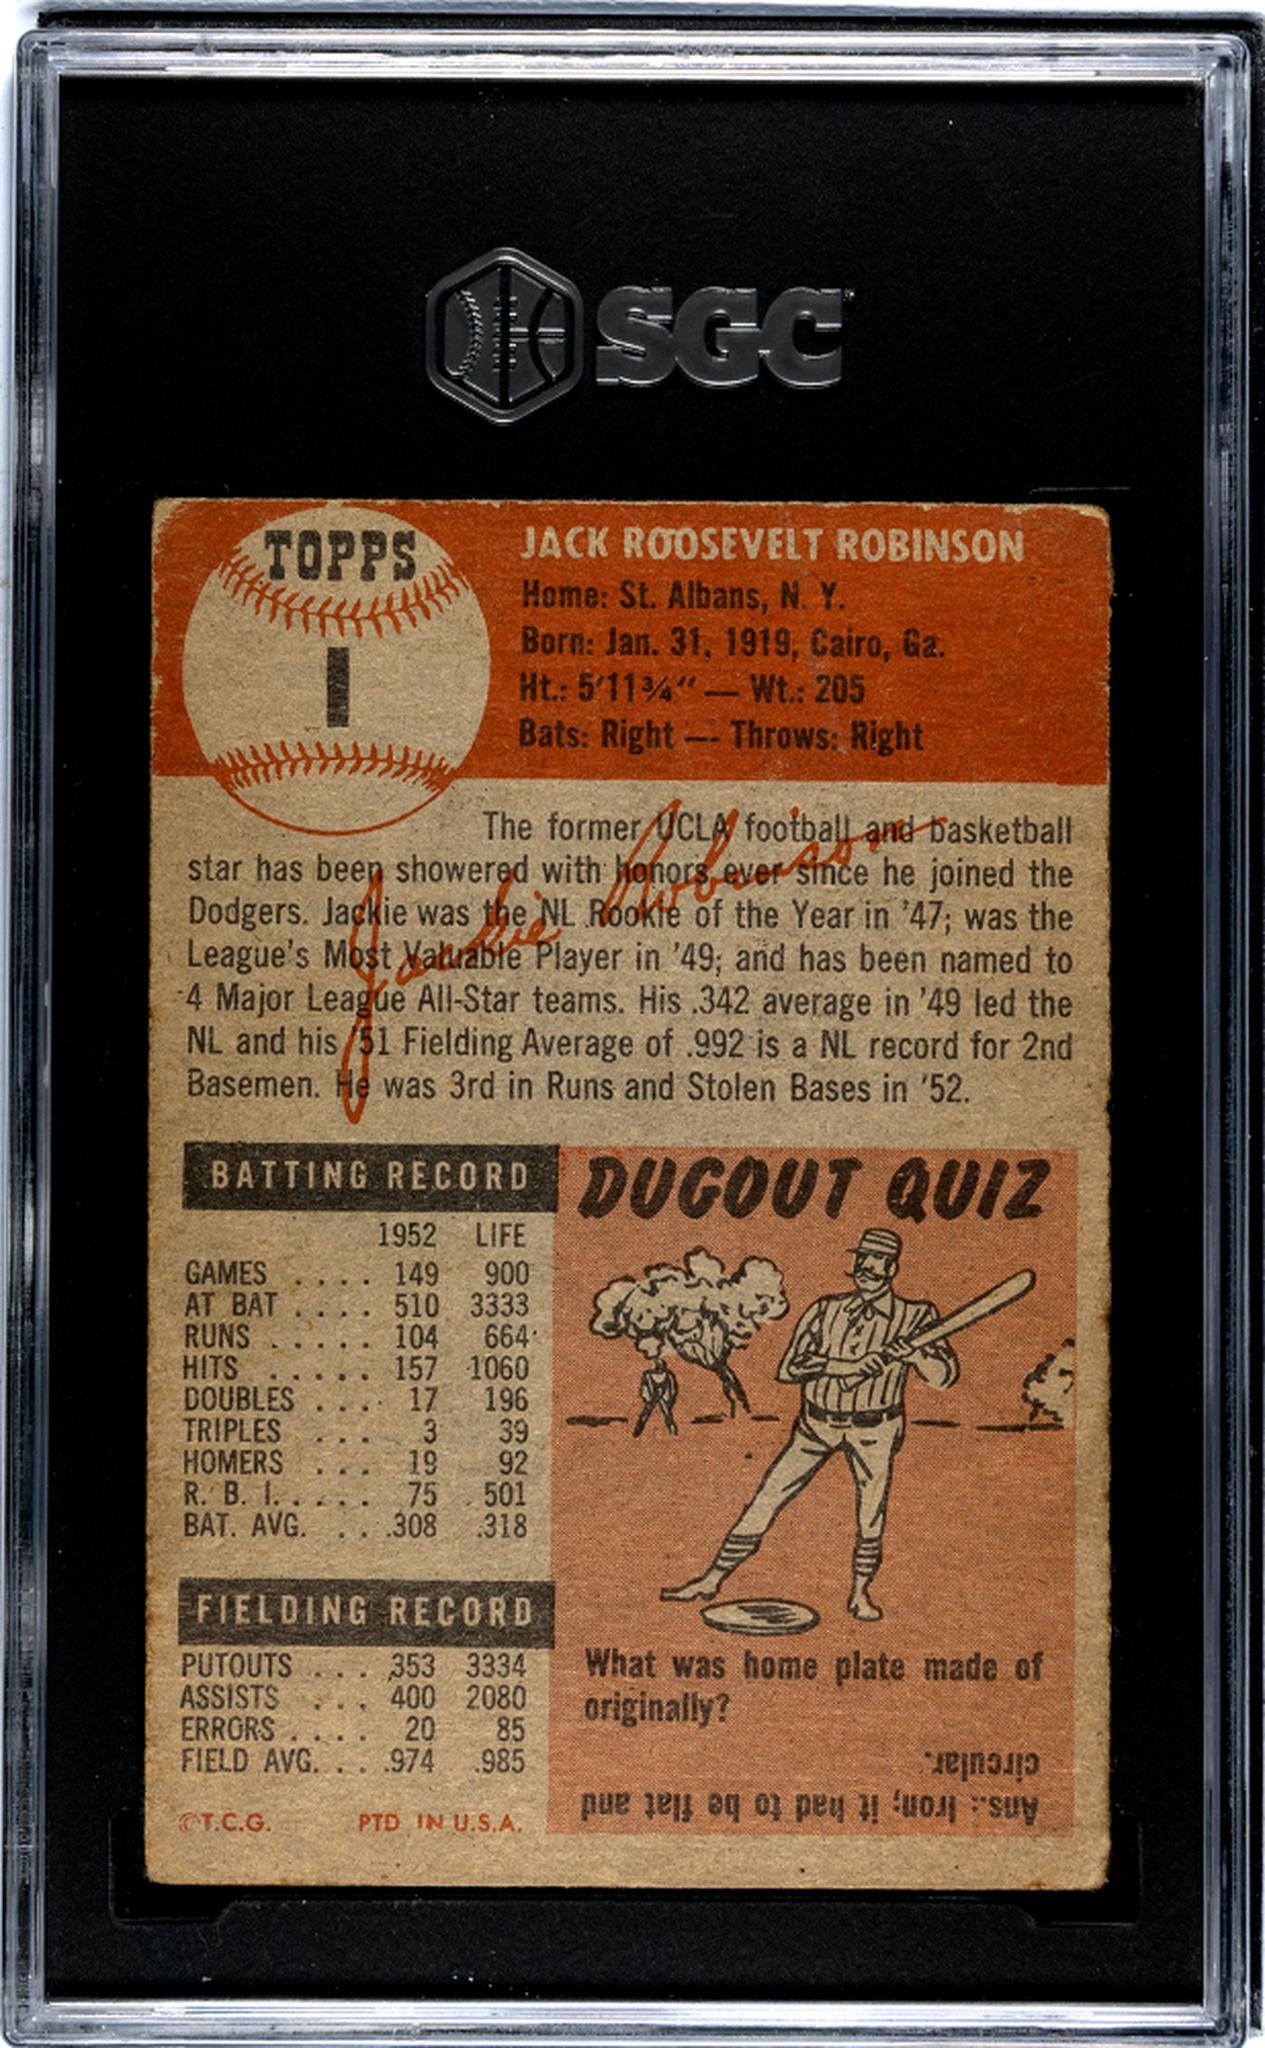 SGC
TOPPS
1
JACK ROOSEVELT ROBINSON
Home: St. Albans, N. Y.
Born: Jan. 31, 1919, Cairo, Ga.
Ht.: 5'11¾" — Wt.: 205
Bats: Right — Throws: Right
The former UCLA football and basketball
star has been showered with honors ever since he joined the
Dodgers. Jackie was the NL Rookie of the Year in '47; was the
League's Most Valuable Player in '49; and has been named to
4 Major League All-Star teams. His .342 average in '49 led the
NL and his '51 Fielding Average of .992 is a NL record for 2nd
Basemen. He was 3rd in Runs and Stolen Bases in '52.
Jackie Robinson
BATTING RECORD
1952 LIFE
GAMES .... 149 900
AT BAT .... 510 3333
RUNS ..... 104 664
HITS ..... 157 1060
DOUBLES ... 17 196
TRIPLES ... 3 39
HOMERS ... 19 92
R. B. I. .... 75 501
BAT. AVG. .. .308 .318
FIELDING RECORD
PUTOUTS ... 353 3334
ASSISTS ... 400 2080
ERRORS .... 20 85
FIELD AVG. .. .974 .985
©T.C.G. PTD IN U.S.A.
DUGOUT QUIZ
What was home plate made of
originally?
Ans.: Iron; it had to be flat and
circular.